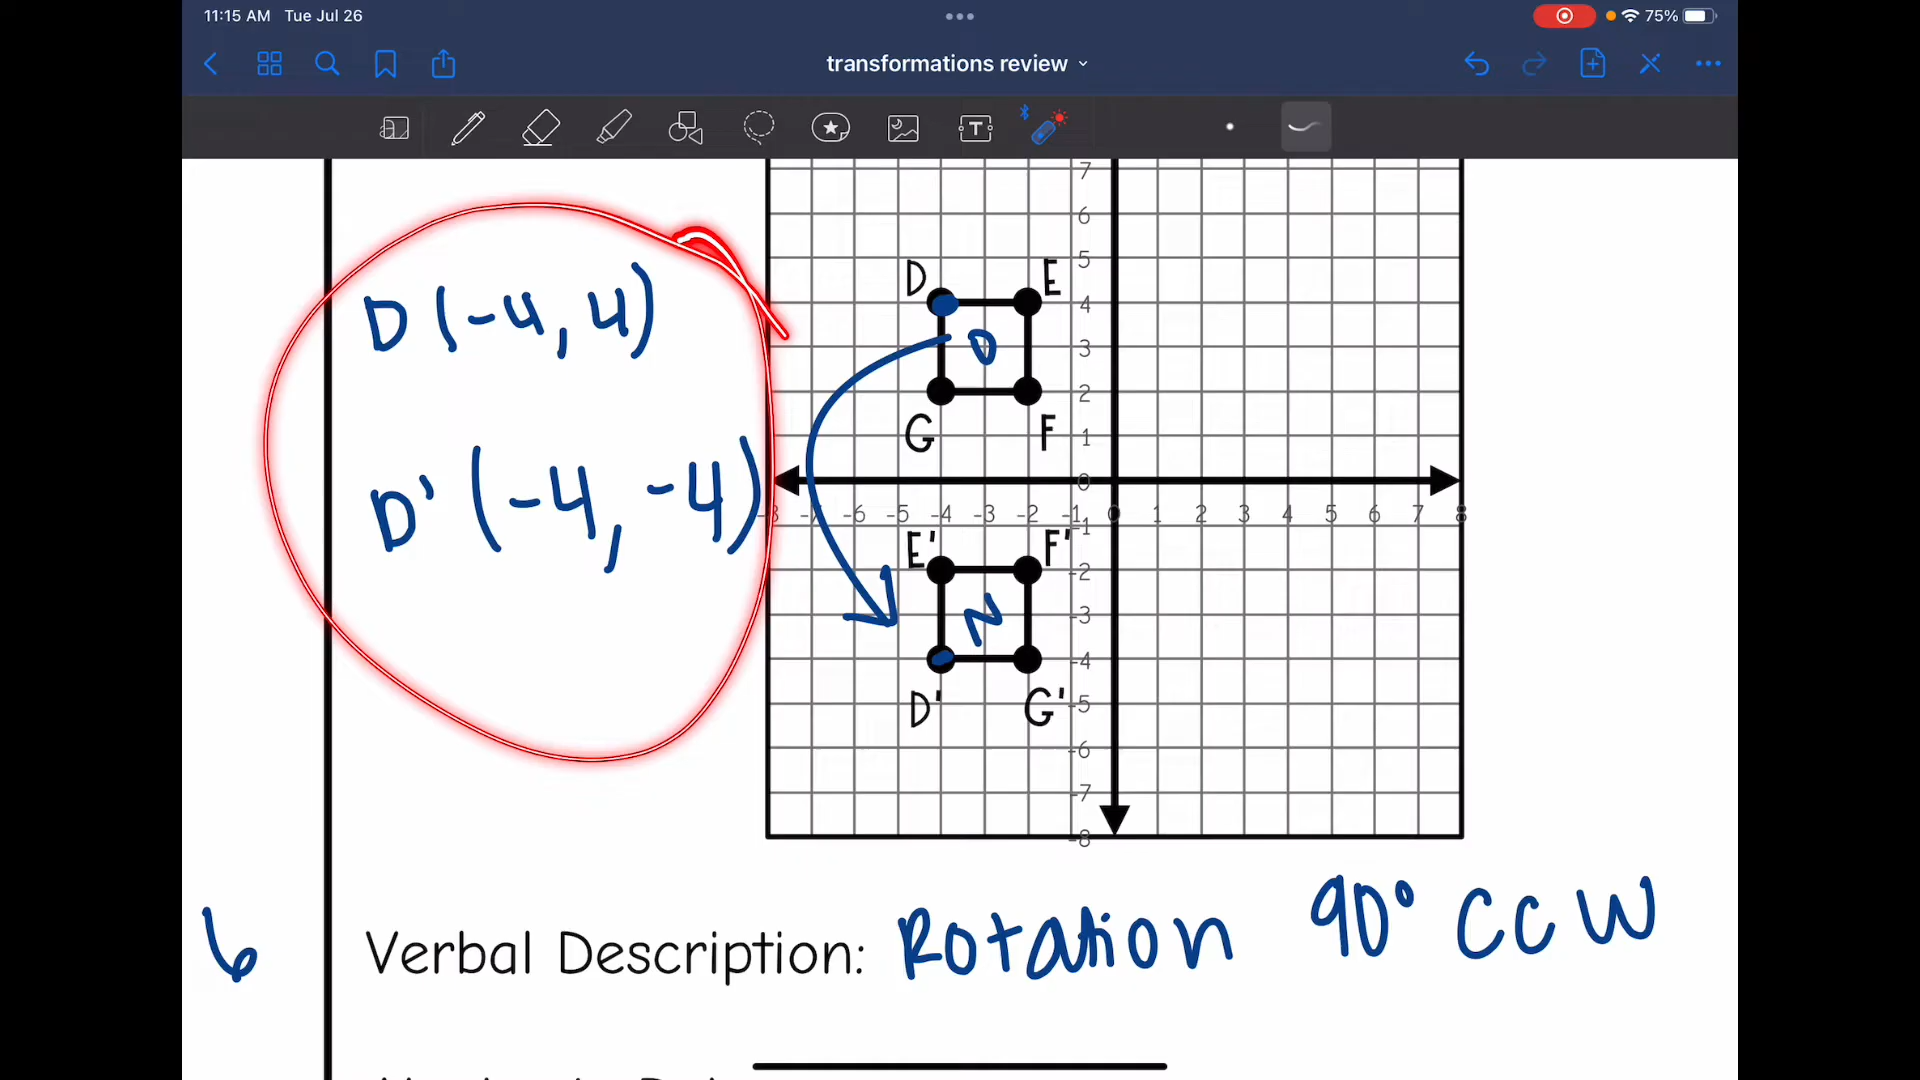 11:15 AM Tue Jul 26
75%
transformations review
T
7
6
5
4
3
2
1
0
-8 -7 -6 -5 -4 -3 -2 -1 0 1 2 3 4 5 6 7 8
-1
-2
-3
-4
-5
-6
-7
-8
D E
O
G F
E' F'
N
D' G'
D (-4, 4)
D' (-4, -4)
6
Verbal Description: Rotation 90° CCW